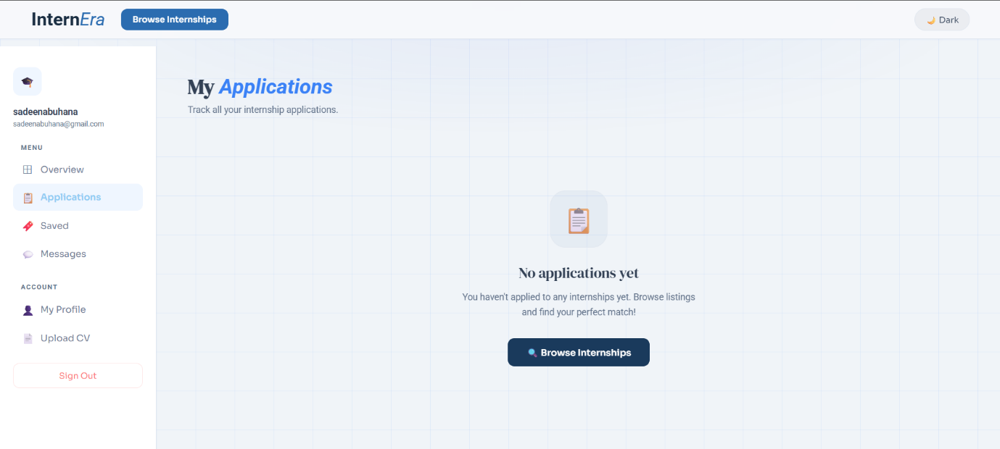 InternEra
Browse Internships
🌙 Dark
sadeenabuhana
sadeenabuhana@gmail.com
MENU
Overview
Applications
Saved
Messages
ACCOUNT
My Profile
Upload CV
Sign Out
My Applications
Track all your internship applications.
No applications yet
You haven't applied to any internships yet. Browse listings
and find your perfect match!
🔍 Browse Internships